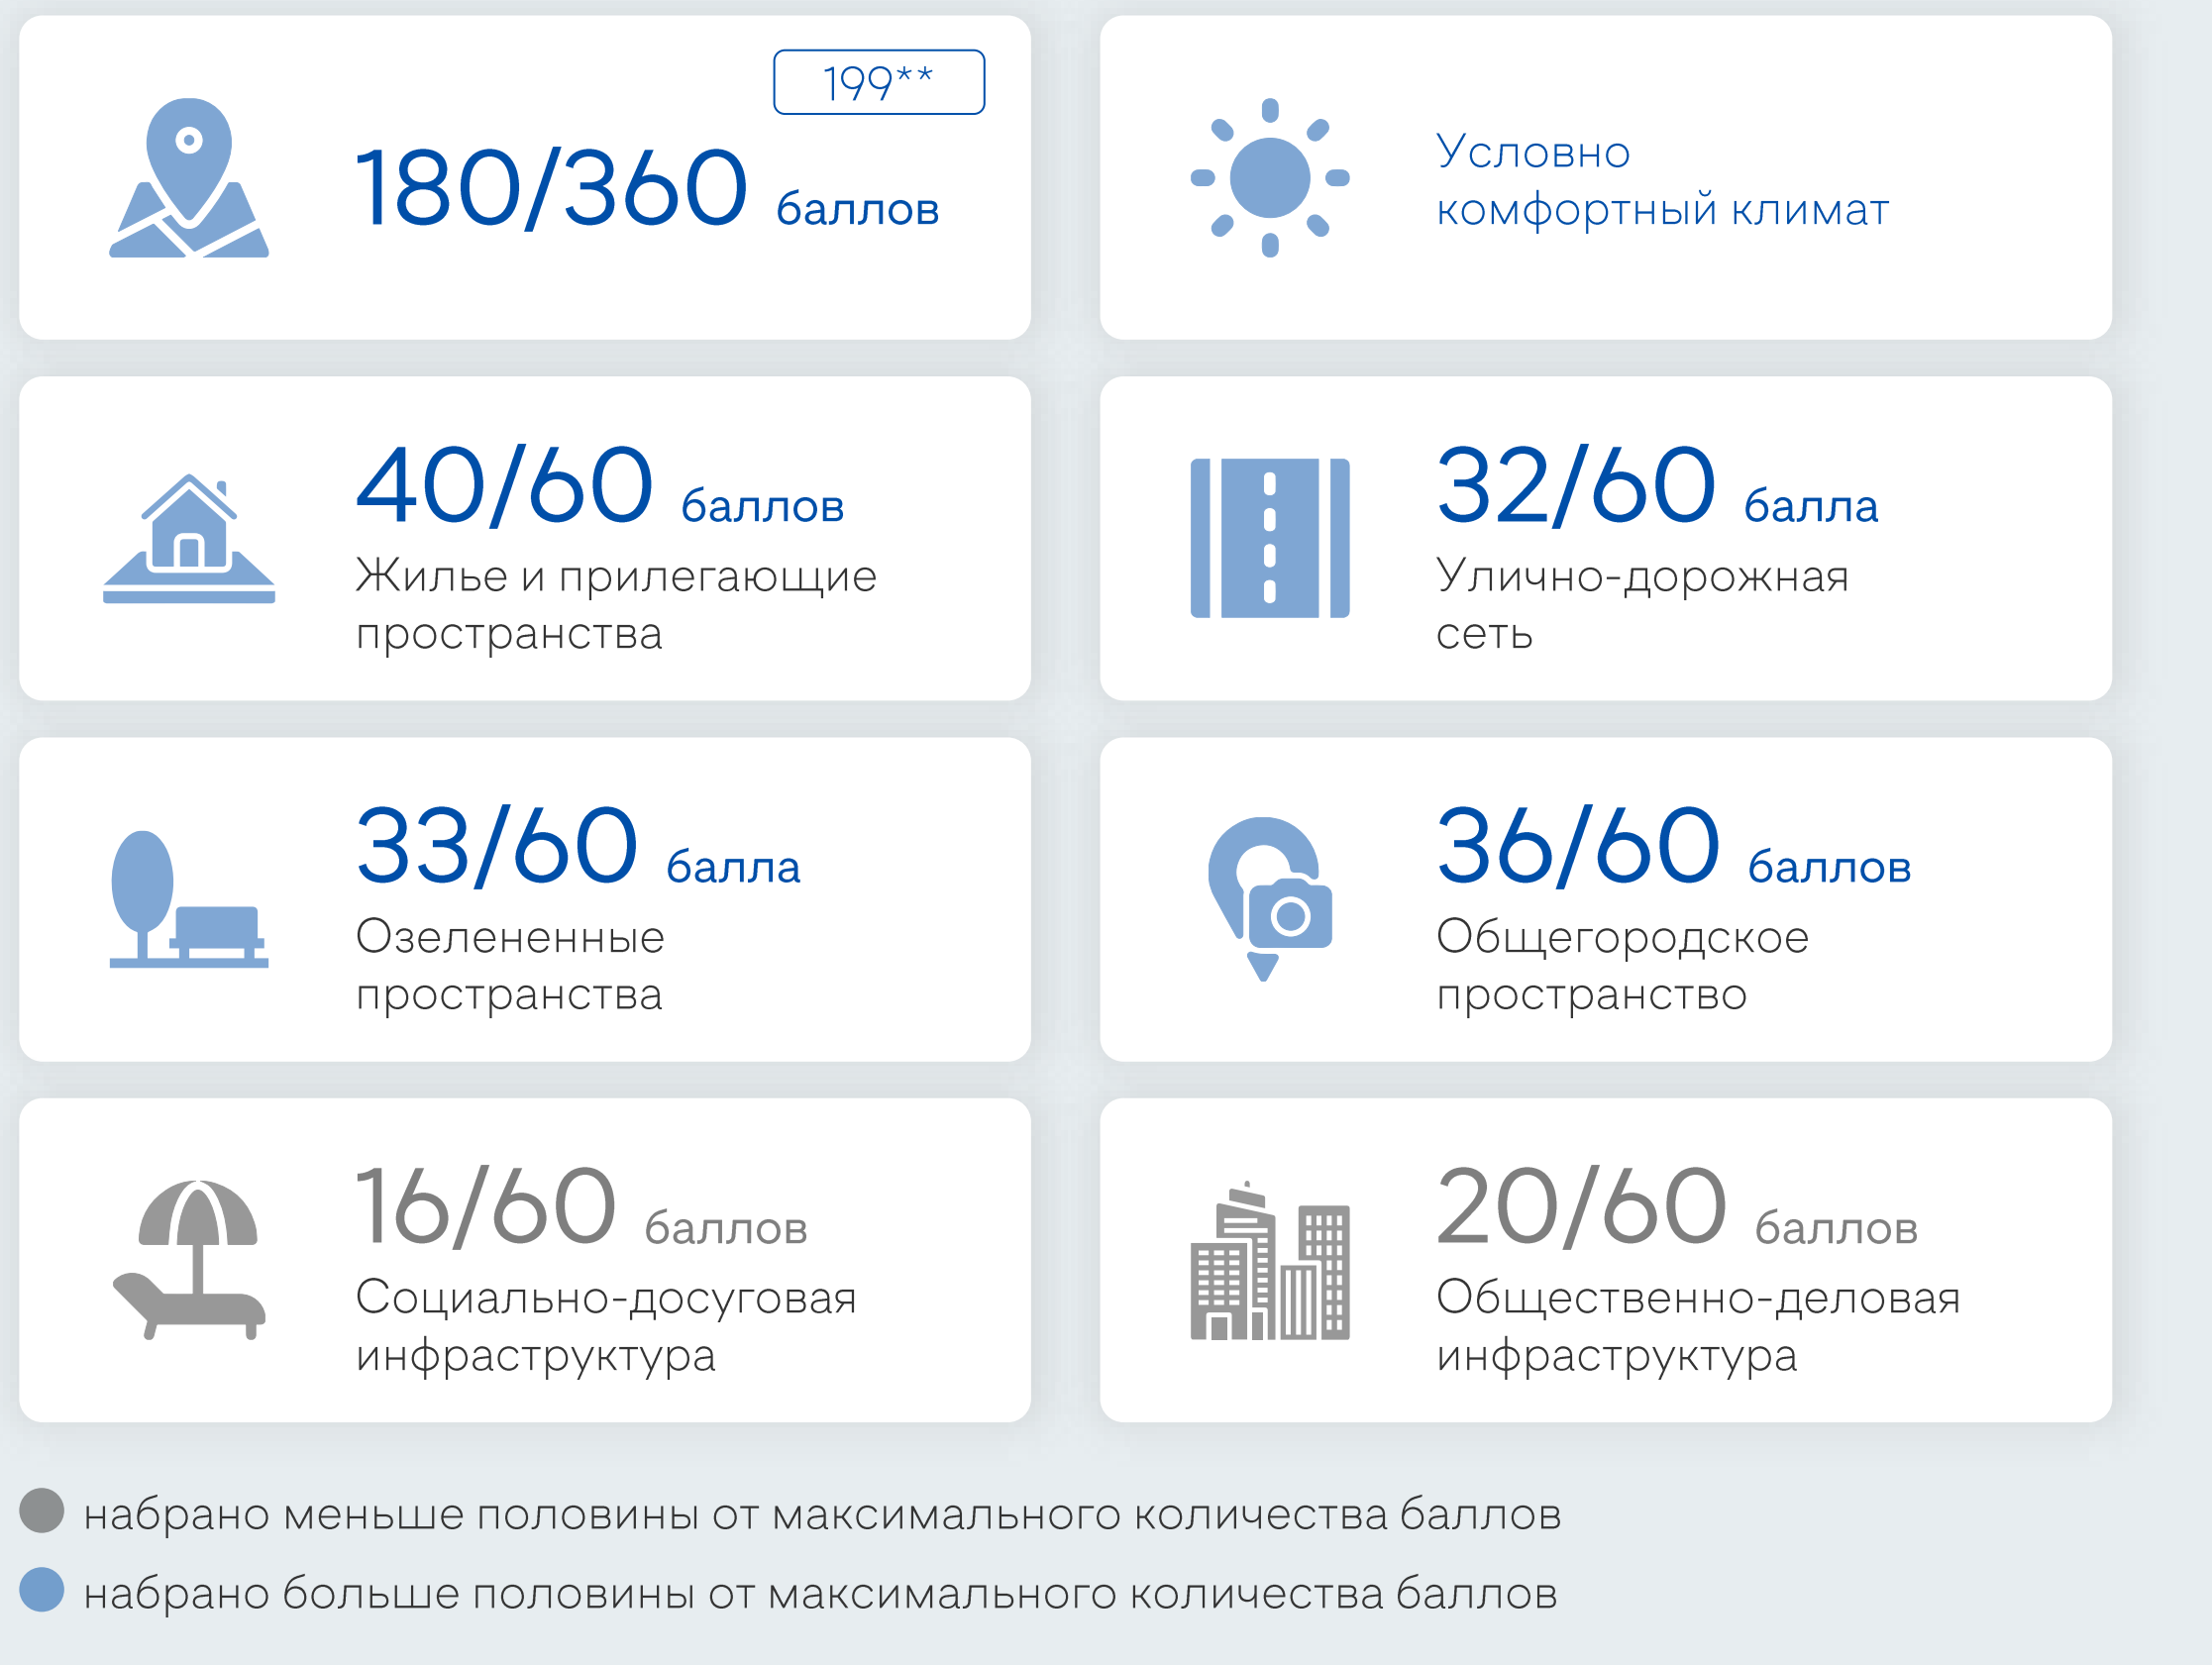 199**
180/360 баллов
Условно
комфортный климат
40/60 баллов
Жилье и прилегающие
пространства
32/60 балла
Улично-дорожная
сеть
33/60 балла
Озелененные
пространства
36/60 баллов
Общегородское
пространство
16/60 баллов
Социально-досуговая
инфраструктура
20/60 баллов
Общественно-деловая
инфраструктура
набрано меньше половины от максимального количества баллов
набрано больше половины от максимального количества баллов